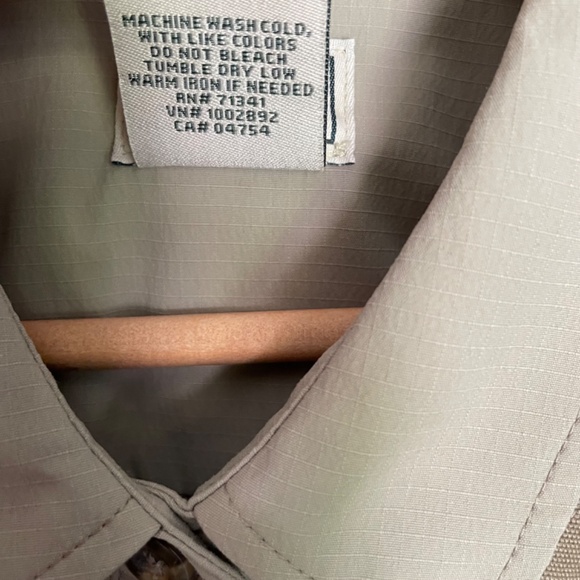 MACHINE WASH COLD,
WITH LIKE COLORS
DO NOT BLEACH
TUMBLE DRY LOW
WARM IRON IF NEEDED
RN# 71341
VN# 1002892
CA# 04754